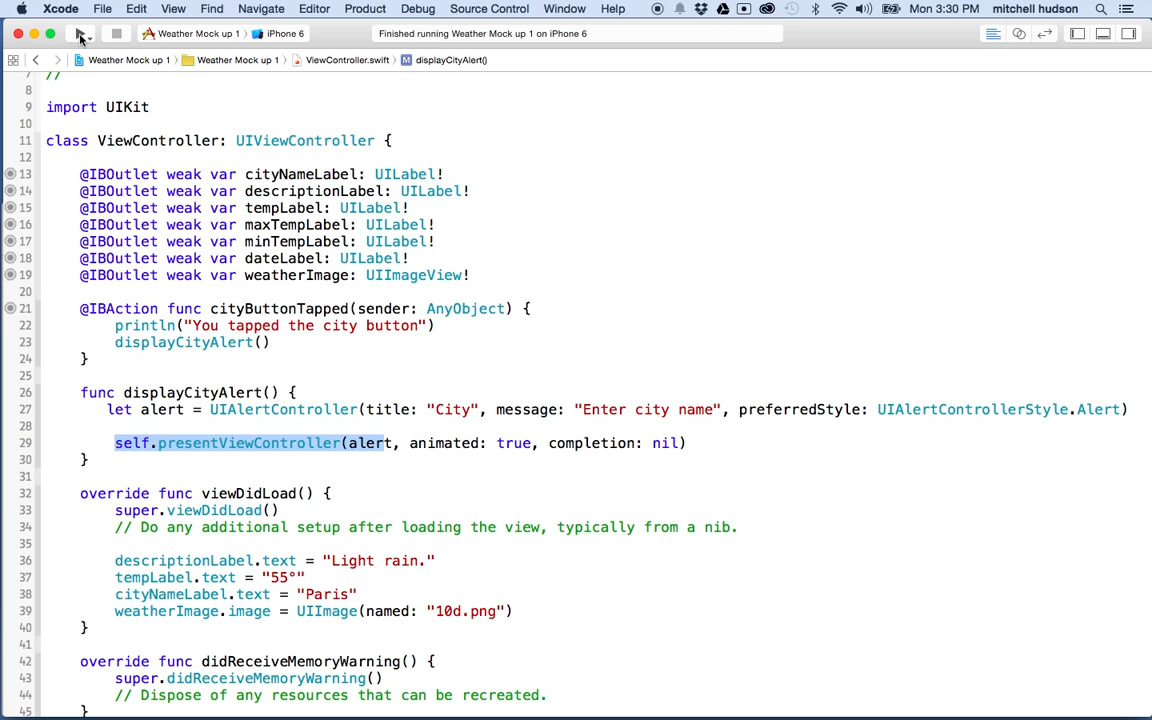 Xcode File Edit View Find Navigate Editor Product Debug Source Control Window Help Mon 3:30 PM mitchell hudson
Weather Mock up 1 iPhone 6 Finished running Weather Mock up 1 on iPhone 6
Weather Mock up 1 Weather Mock up 1 ViewController.swift M displayCityAlert()
7 //
8
9 import UIKit
10
11 class ViewController: UIViewController {
12
13 @IBOutlet weak var cityNameLabel: UILabel!
14 @IBOutlet weak var descriptionLabel: UILabel!
15 @IBOutlet weak var tempLabel: UILabel!
16 @IBOutlet weak var maxTempLabel: UILabel!
17 @IBOutlet weak var minTempLabel: UILabel!
18 @IBOutlet weak var dateLabel: UILabel!
19 @IBOutlet weak var weatherImage: UIImageView!
20
21 @IBAction func cityButtonTapped(sender: AnyObject) {
22 println("You tapped the city button")
23 displayCityAlert()
24 }
25
26 func displayCityAlert() {
27 let alert = UIAlertController(title: "City", message: "Enter city name", preferredStyle: UIAlertControllerStyle.Alert)
28
29 self.presentViewController(alert, animated: true, completion: nil)
30 }
31
32 override func viewDidLoad() {
33 super.viewDidLoad()
34 // Do any additional setup after loading the view, typically from a nib.
35
36 descriptionLabel.text = "Light rain."
37 tempLabel.text = "55°"
38 cityNameLabel.text = "Paris"
39 weatherImage.image = UIImage(named: "10d.png")
40 }
41
42 override func didReceiveMemoryWarning() {
43 super.didReceiveMemoryWarning()
44 // Dispose of any resources that can be recreated.
45 }